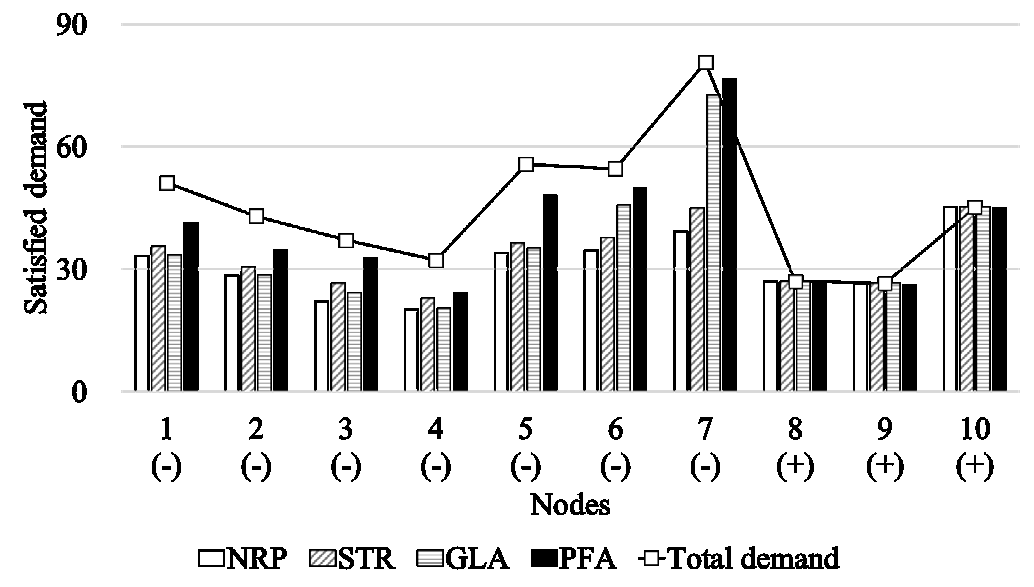 90
60
30
0
Satisfied demand
1 2 3 4 5 6 7 8 9 10
(-) (-) (-) (-) (-) (-) (-) (+) (+) (+)
Nodes
NRP STR GLA PFA Total demand